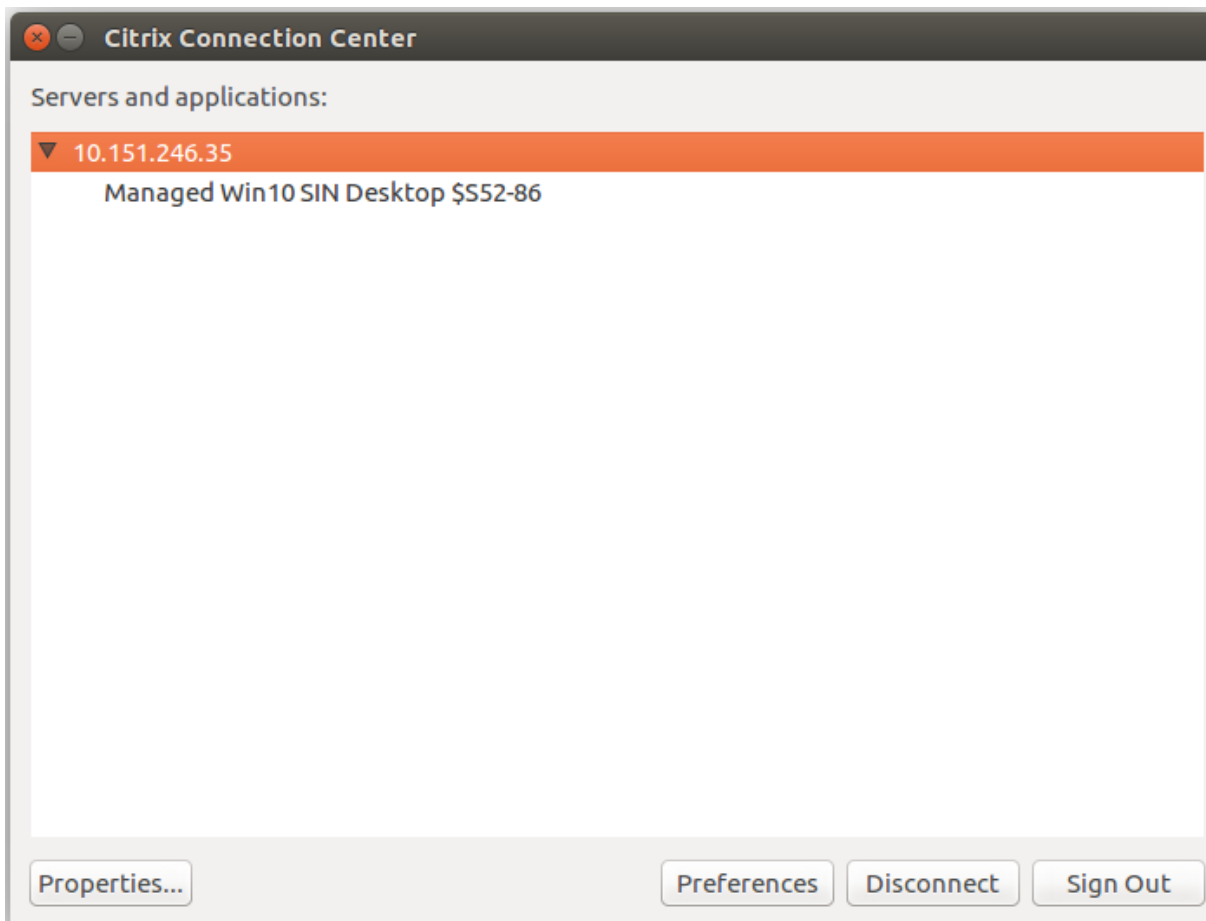 Citrix Connection Center
Servers and applications:
10.151.246.35
Managed Win10 SIN Desktop $S52-86
Properties...
Preferences
Disconnect
Sign Out